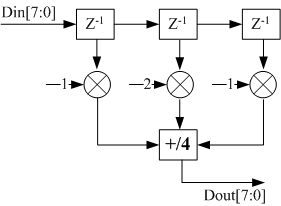 Din[7:0]
Z-1 Z-1 Z-1
—1 —2 —1
+/4
Dout[7:0]